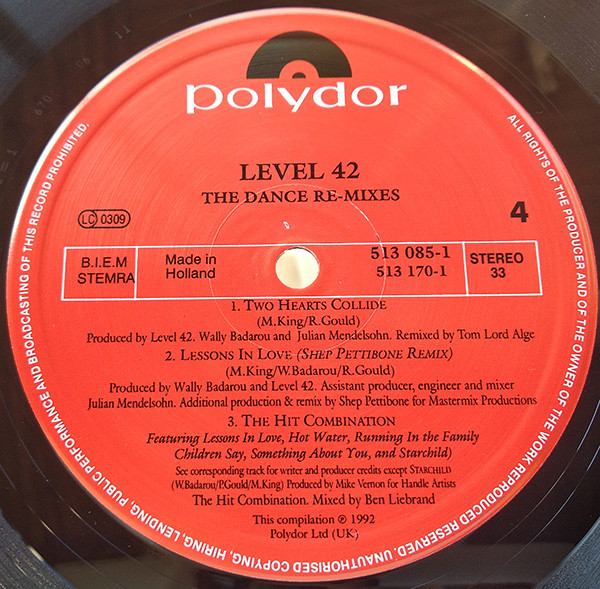 polydor
LEVEL 42
THE DANCE RE-MIXES
LC 0309
4
B.I.E.M
STEMRA
Made in
Holland
513 085-1
513 170-1
STEREO
33
1. TWO HEARTS COLLIDE
(M.King/R.Gould)
Produced by Level 42. Wally Badarou and Julian Mendelsohn. Remixed by Tom Lord Alge
2. LESSONS IN LOVE (SHEP PETTIBONE REMIX)
(M.King/W.Badarou/R.Gould)
Produced by Wally Badarou and Level 42. Assistant producer, engineer and mixer
Julian Mendelsohn. Additional production & remix by Shep Pettibone for Mastermix Productions
3. THE HIT COMBINATION
Featuring Lessons In Love, Hot Water, Running In the Family
Children Say, Something About You, and Starchild)
See corresponding track for writer and producer credits except STARCHILD
(W.Badarou/P.Gould/M.King) Produced by Mike Vernon for Handle Artists
The Hit Combination. Mixed by Ben Liebrand
This compilation ℗ 1992
Polydor Ltd (UK)
ALL RIGHTS OF THE PRODUCER AND OF THE OWNER OF THE WORK REPRODUCED RESERVED. UNAUTHORISED COPYING, HIRING, LENDING, PUBLIC PERFORMANCE AND BROADCASTING OF THIS RECORD PROHIBITED.